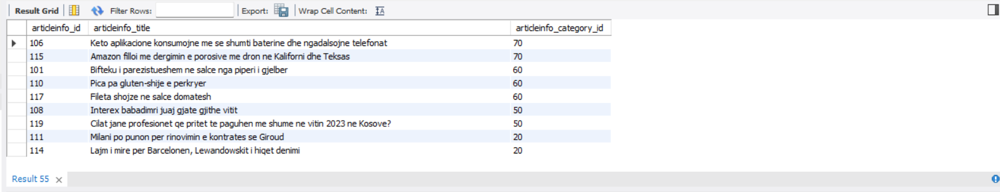 Result Grid Filter Rows: Export: Wrap Cell Content: IA
articleinfo_id articleinfo_title articleinfo_category_id
106 Keto aplikacione konsumojne me se shumti baterine dhe ngadalsojne telefonat 70
115 Amazon filloi me dergimin e porosive me dron ne Kaliforni dhe Teksas 70
101 Bifteku i parezistueshem ne salce nga piperi i gjelber 60
110 Pica pa gluten-shije e perkryer 60
117 Fileta shojze ne salce domatesh 60
108 Interex babadimri juaj gjate gjithe vitit 50
119 Cilat jane profesionet qe pritet te paguhen me shume ne vitin 2023 ne Kosove? 50
111 Milani po punon per rinovimin e kontrates se Giroud 20
114 Lajm i mire per Barcelonen, Lewandowskit i hiqet denimi 20
Result 55